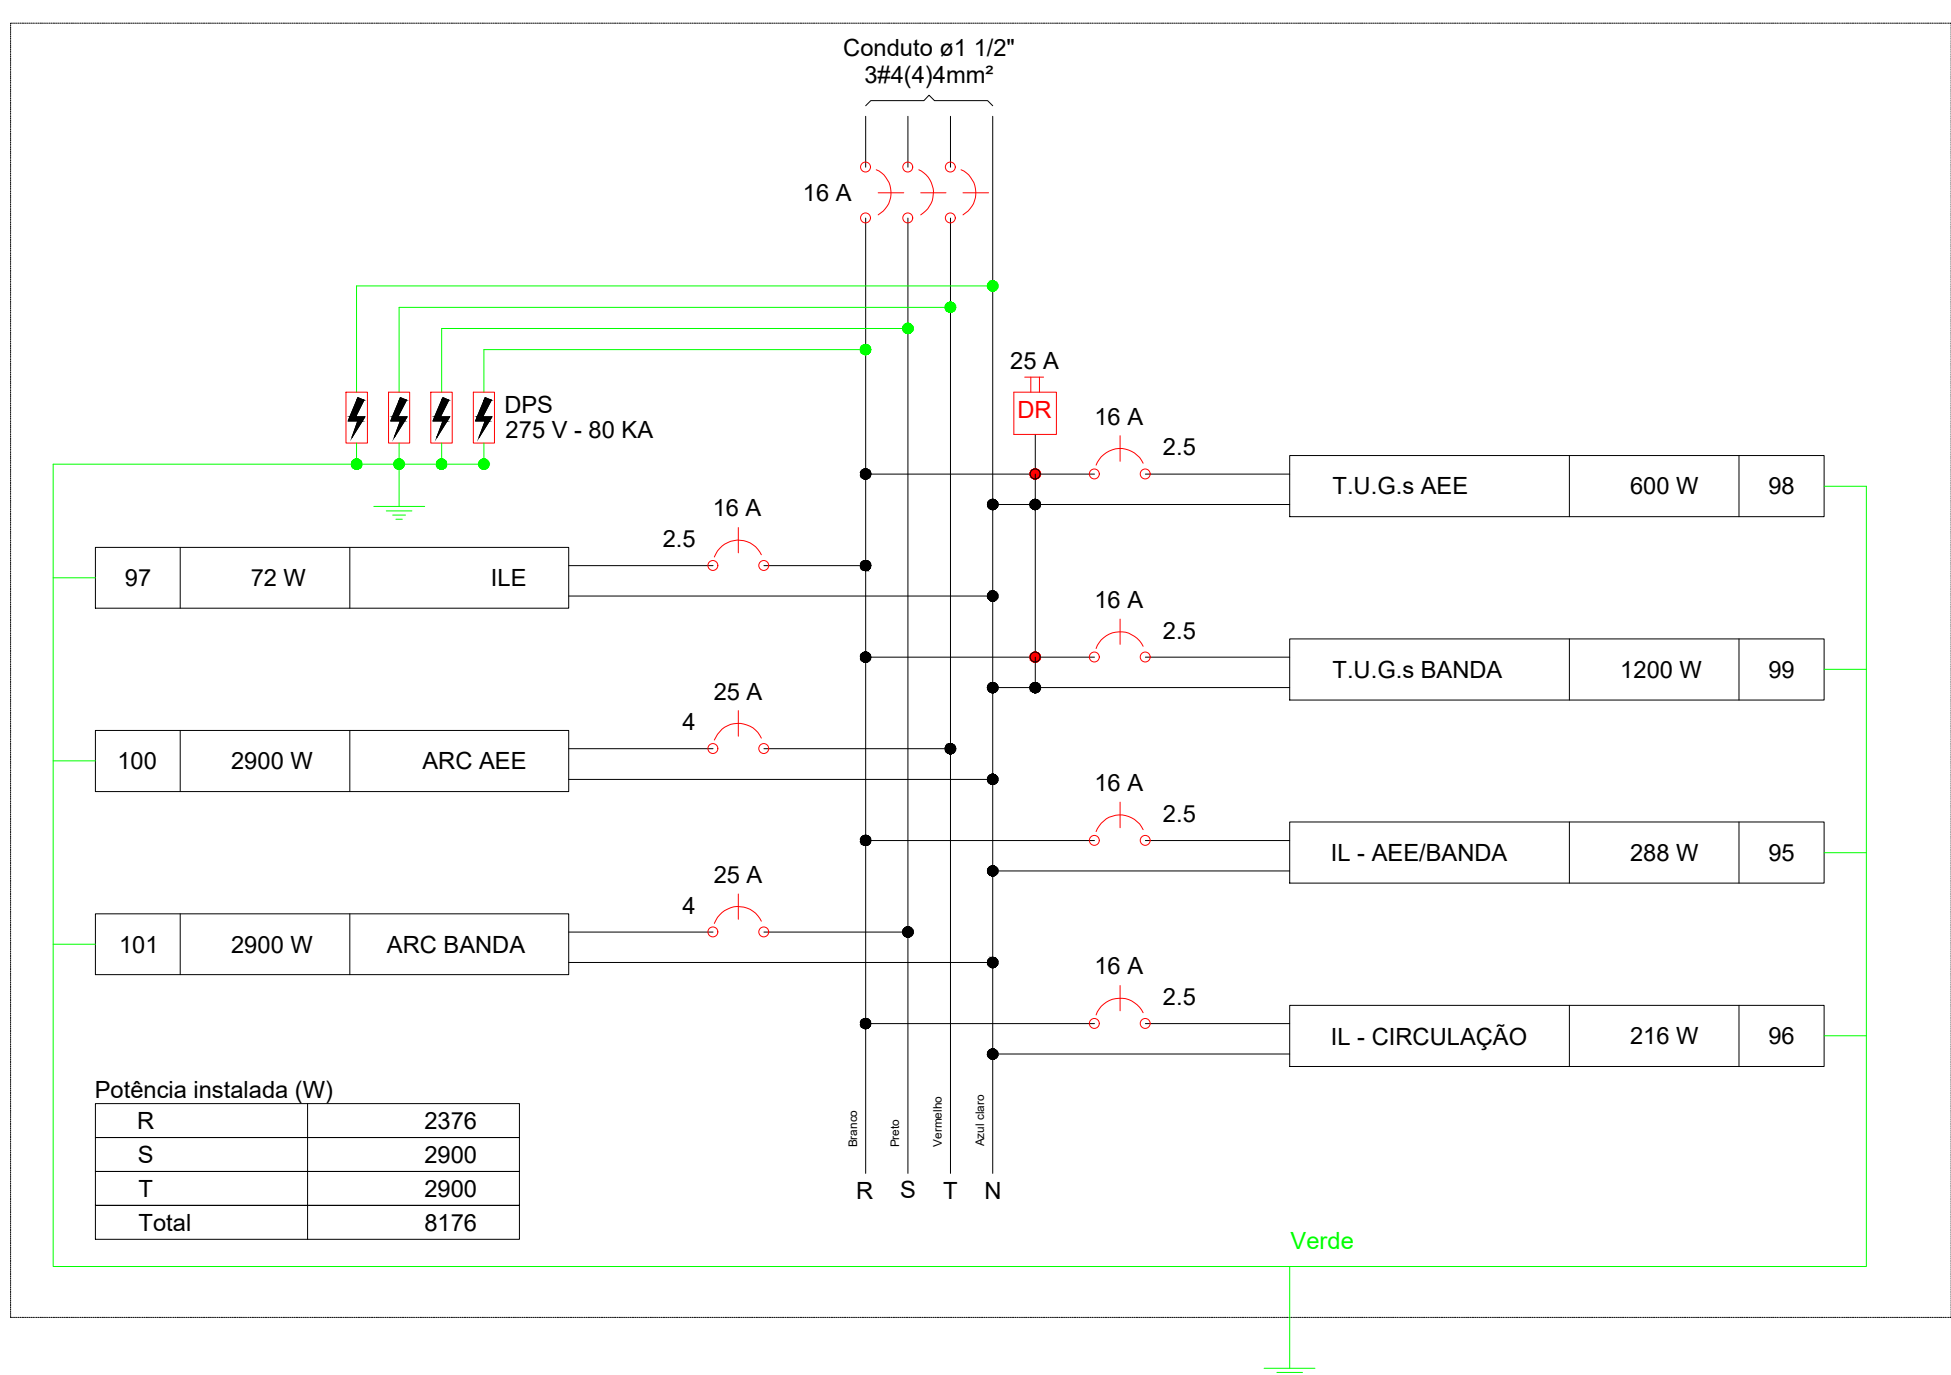 Conduto ø1 1/2"
3#4(4)4mm²
16 A
25 A
DR
DPS
275 V - 80 KA
16 A
2.5
T.U.G.s AEE 600 W 98
16 A
2.5
97 72 W ILE
16 A
2.5
T.U.G.s BANDA 1200 W 99
25 A
4
100 2900 W ARC AEE
16 A
2.5
IL - AEE/BANDA 288 W 95
25 A
4
101 2900 W ARC BANDA
16 A
2.5
IL - CIRCULAÇÃO 216 W 96
Potência instalada (W)
R 2376
S 2900
T 2900
Total 8176
Branco
Preto
Vermelho
Azul claro
R S T N
Verde